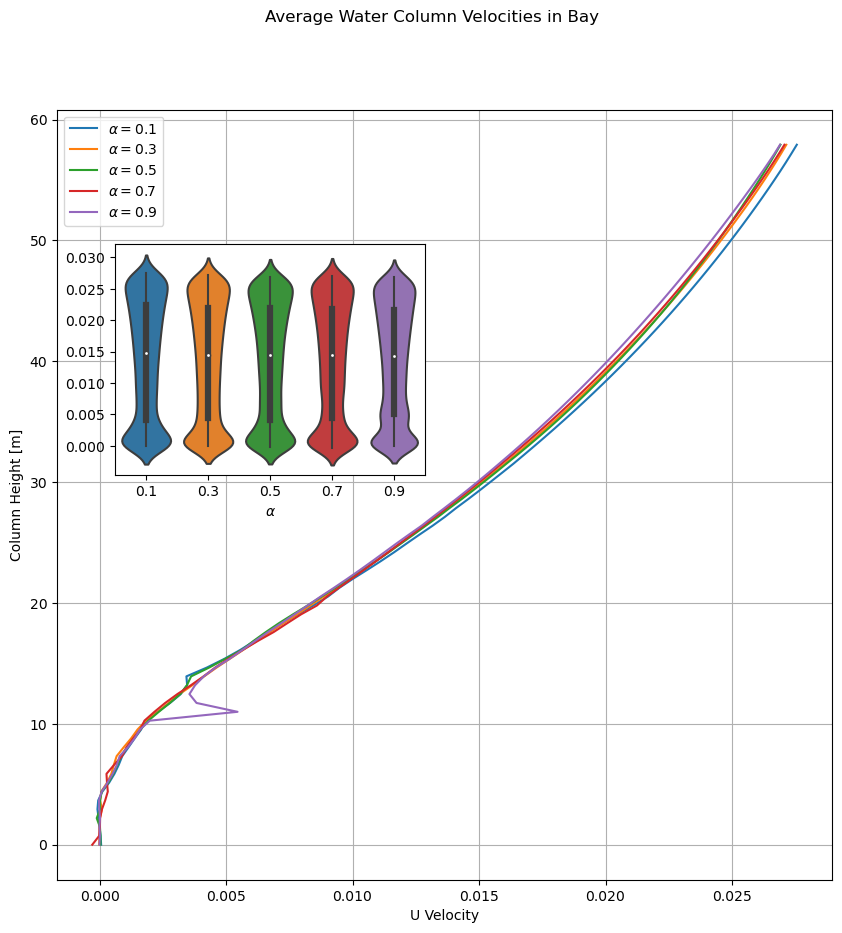 Average Water Column Velocities in Bay
60
50
40
30
20
10
0
Column Height [m]
α = 0.1
α = 0.3
α = 0.5
α = 0.7
α = 0.9
0.030
0.025
0.020
0.015
0.010
0.005
0.000
0.1 0.3 0.5 0.7 0.9
α
0.000 0.005 0.010 0.015 0.020 0.025
U Velocity